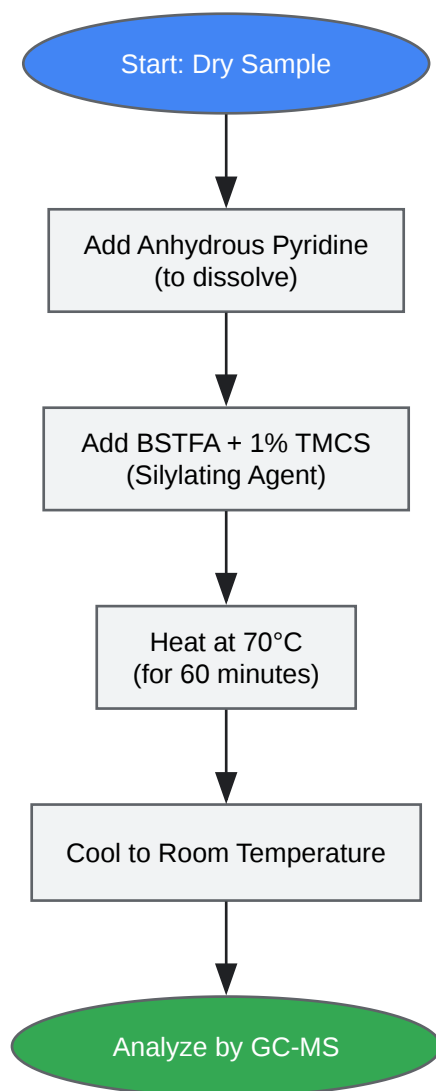 Start: Dry Sample
Add Anhydrous Pyridine
(to dissolve)
Add BSTFA + 1% TMCS
(Silylating Agent)
Heat at 70°C
(for 60 minutes)
Cool to Room Temperature
Analyze by GC-MS